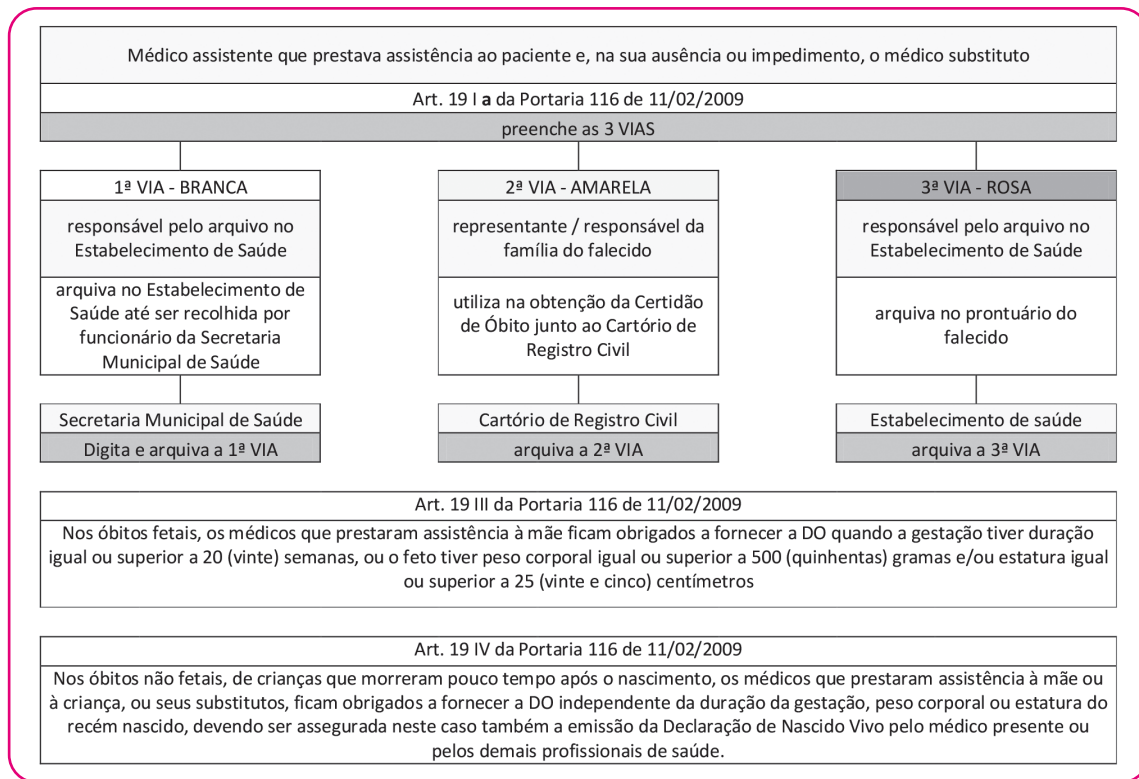 Médico assistente que prestava assistência ao paciente e, na sua ausência ou impedimento, o médico substituto
Art. 19 I a da Portaria 116 de 11/02/2009
preenche as 3 VIAS
1ª VIA - BRANCA
responsável pelo arquivo no
Estabelecimento de Saúde
arquiva no Estabelecimento de
Saúde até ser recolhida por
funcionário da Secretaria
Municipal de Saúde
Secretaria Municipal de Saúde
Digita e arquiva a 1ª VIA
2ª VIA - AMARELA
representante / responsável da
família do falecido
utiliza na obtenção da Certidão
de Óbito junto ao Cartório de
Registro Civil
Cartório de Registro Civil
arquiva a 2ª VIA
3ª VIA - ROSA
responsável pelo arquivo no
Estabelecimento de Saúde
arquiva no prontuário do
falecido
Estabelecimento de saúde
arquiva a 3ª VIA
Art. 19 III da Portaria 116 de 11/02/2009
Nos óbitos fetais, os médicos que prestaram assistência à mãe ficam obrigados a fornecer a DO quando a gestação tiver duração
igual ou superior a 20 (vinte) semanas, ou o feto tiver peso corporal igual ou superior a 500 (quinhentas) gramas e/ou estatura igual
ou superior a 25 (vinte e cinco) centímetros
Art. 19 IV da Portaria 116 de 11/02/2009
Nos óbitos não fetais, de crianças que morreram pouco tempo após o nascimento, os médicos que prestaram assistência à mãe ou
à criança, ou seus substitutos, ficam obrigados a fornecer a DO independente da duração da gestação, peso corporal ou estatura do
recém nascido, devendo ser assegurada neste caso também a emissão da Declaração de Nascido Vivo pelo médico presente ou
pelos demais profissionais de saúde.